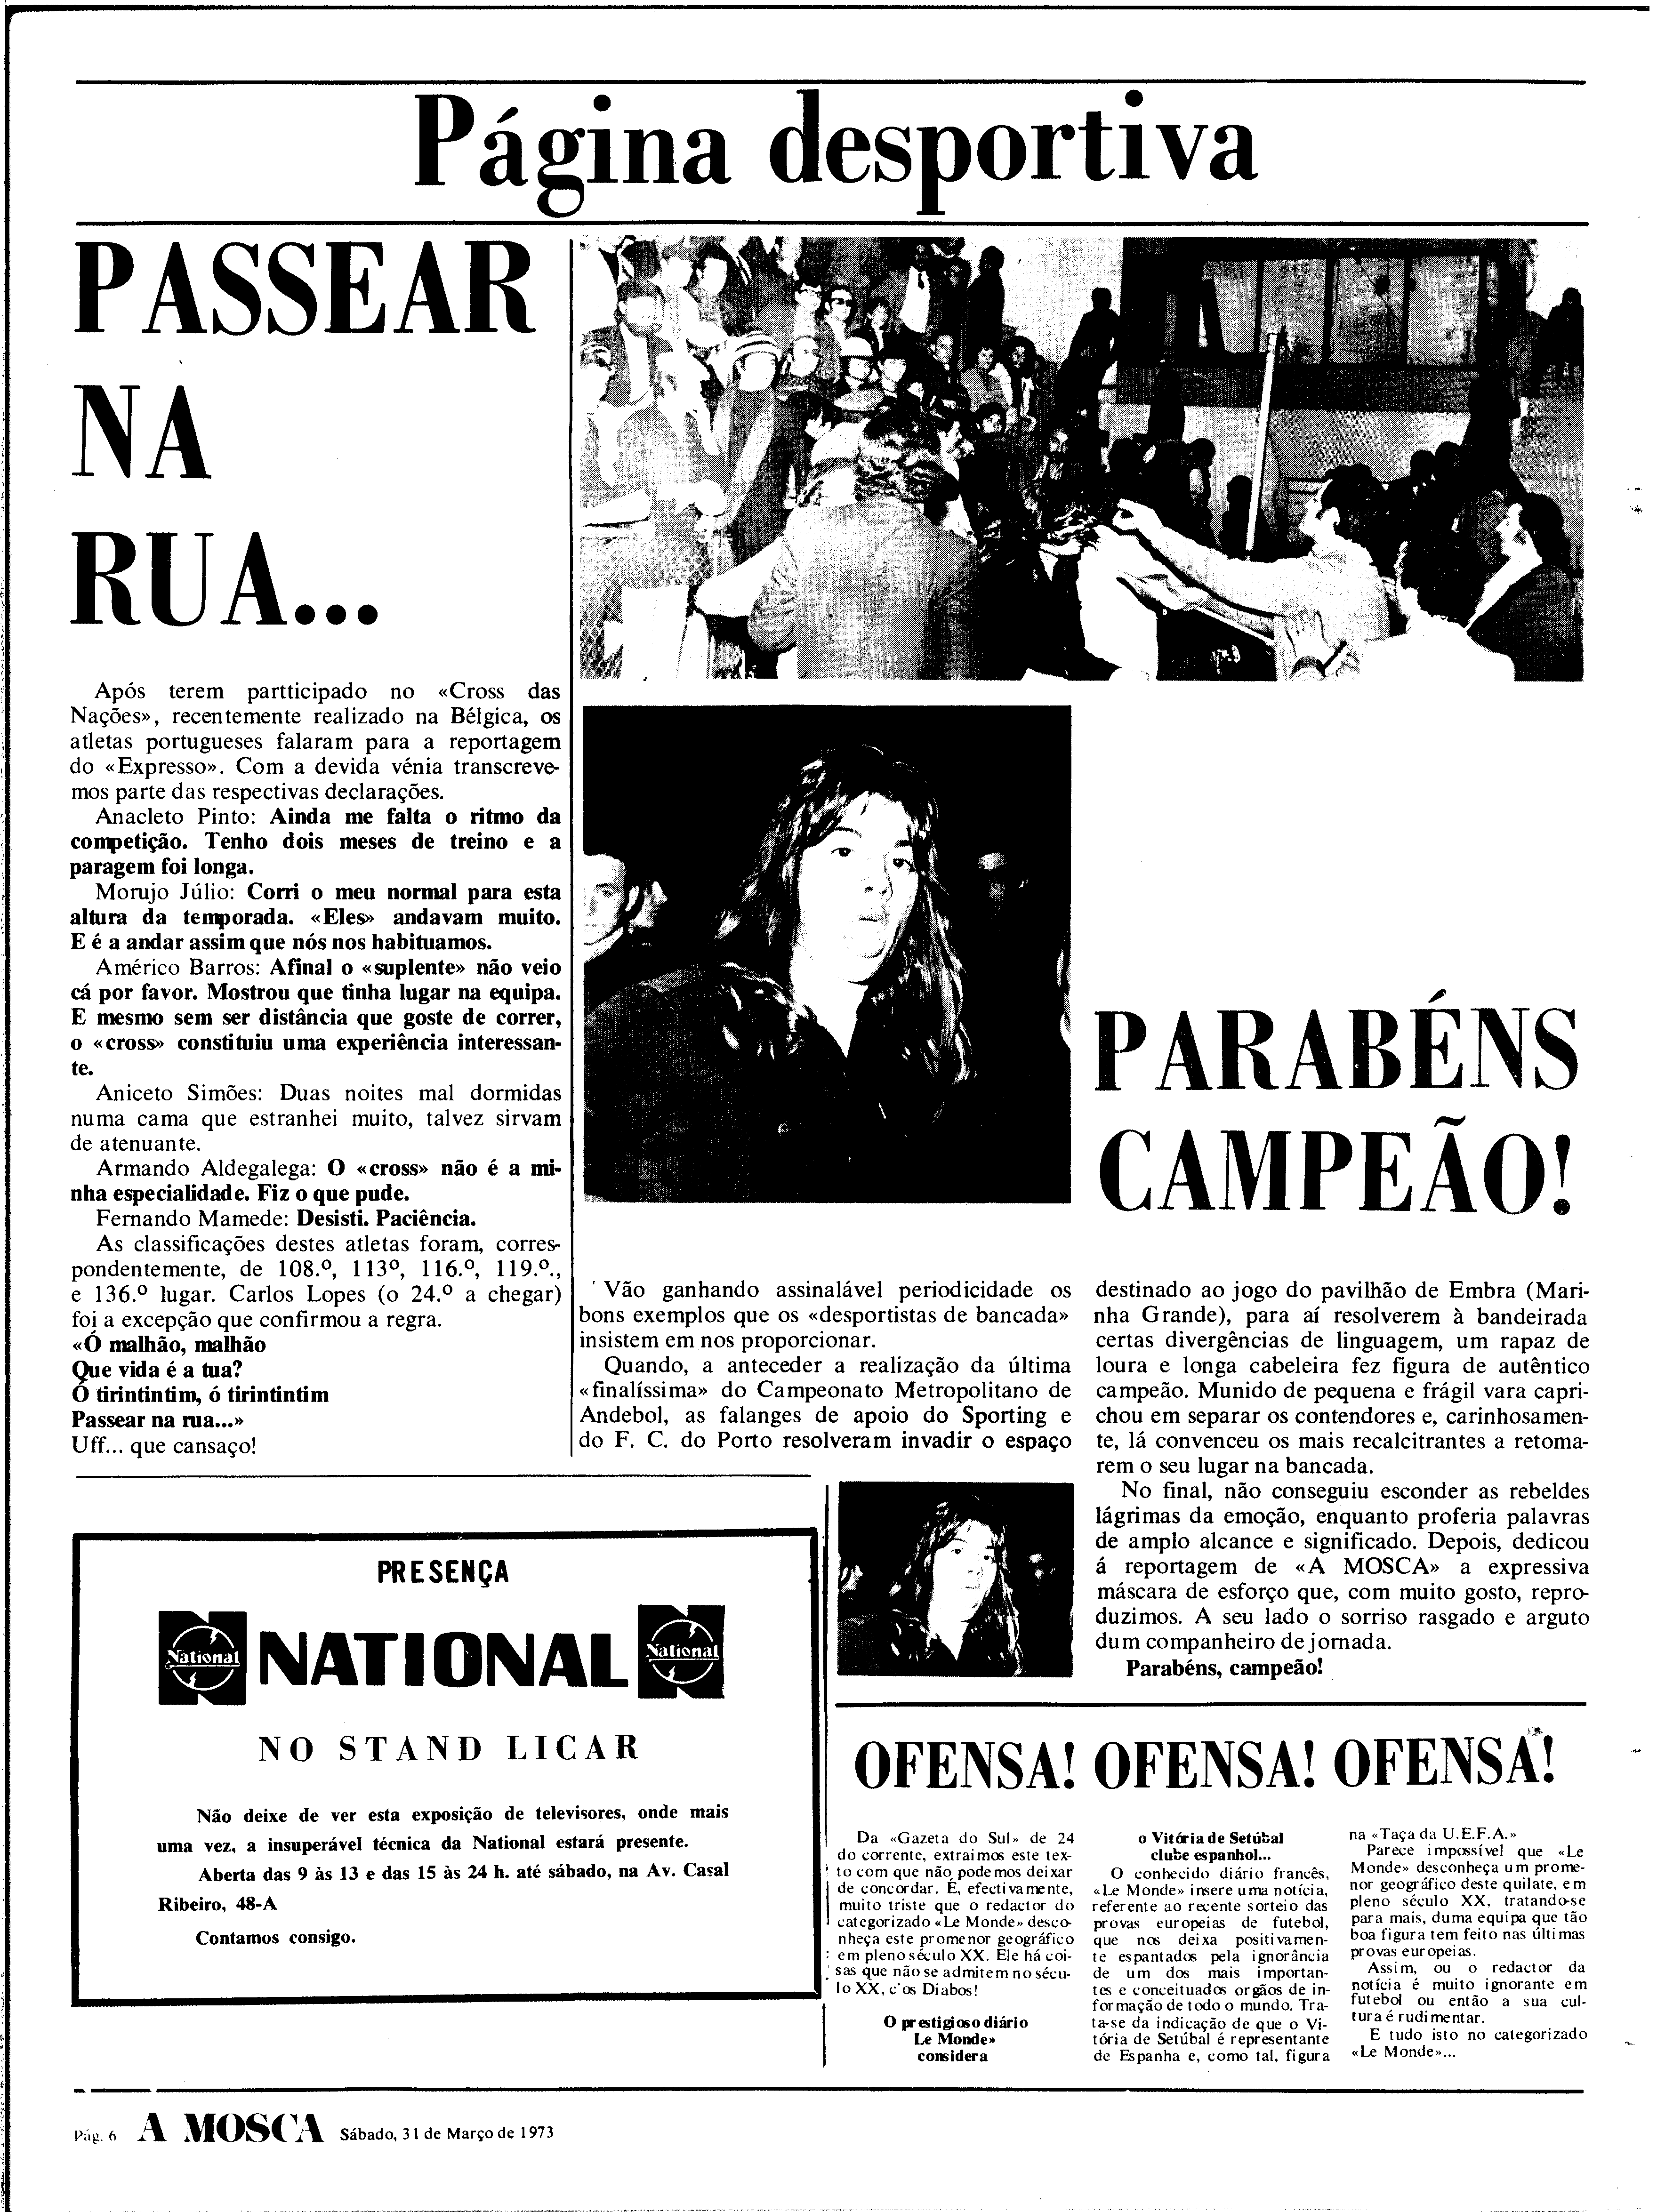 Página desportiva
PASSEAR
NA
RUA...
Após terem partticipado no «Cross das
Nações», recentemente realizado na Bélgica, os
atletas portugueses falaram para a reportagem
do «Expresso». Com a devida vénia transcreve-
mos parte das respectivas declarações.
Anacleto Pinto: Ainda me falta o ritmo da
competição. Tenho dois meses de treino e a
paragem foi longa.
Morujo Júlio: Corri o meu normal para esta
altura da temporada. «Eles» andavam muito.
E é a andar assim que nós nos habituamos.
Américo Barros: Afinal o «suplente» não veio
cá por favor. Mostrou que tinha lugar na equipa.
E mesmo sem ser distância que goste de correr,
o «cross» constituiu uma experiência interessan-
te.
Aniceto Simões: Duas noites mal dormidas
numa cama que estranhei muito, talvez sirvam
de atenuante.
Armando Aldegalega: O «cross» não é a mi-
nha especialidade. Fiz o que pude.
Fernando Mamede: Desisti. Paciência.
As classificações destes atletas foram, corres-
pondentemente, de 108.º, 113º, 116.º, 119.º.,
e 136.º lugar. Carlos Lopes (o 24.º a chegar)
foi a excepção que confirmou a regra.
«Ó malhão, malhão
Que vida é a tua?
Ó tirintintim, ó tirintintim
Passear na rua...»
Uff... que cansaço!
PARABÉNS
CAMPEÃO!
Vão ganhando assinalável periodicidade os
bons exemplos que os «desportistas de bancada»
insistem em nos proporcionar.
Quando, a anteceder a realização da última
«finalíssima» do Campeonato Metropolitano de
Andebol, as falanges de apoio do Sporting e
do F. C. do Porto resolveram invadir o espaço
destinado ao jogo do pavilhão de Embra (Mari-
nha Grande), para aí resolverem à bandeirada
certas divergências de linguagem, um rapaz de
loura e longa cabeleira fez figura de autêntico
campeão. Munido de pequena e frágil vara capri-
chou em separar os contendores e, carinhosamen-
te, lá convenceu os mais recalcitrantes a retoma-
rem o seu lugar na bancada.
No final, não conseguiu esconder as rebeldes
lágrimas da emoção, enquanto proferia palavras
de amplo alcance e significado. Depois, dedicou
á reportagem de «A MOSCA» a expressiva
máscara de esforço que, com muito gosto, repro-
duzimos. A seu lado o sorriso rasgado e arguto
dum companheiro de jornada.
Parabéns, campeão!
PRESENÇA
National
NATIONAL
National
NO STAND LICAR
Não deixe de ver esta exposição de televisores, onde mais
uma vez, a insuperável técnica da National estará presente.
Aberta das 9 às 13 e das 15 às 24 h. até sábado, na Av. Casal
Ribeiro, 48-A
Contamos consigo.
OFENSA! OFENSA! OFENSA!
Da «Gazeta do Sul» de 24
do corrente, extraimos este tex-
to com que não podemos deixar
de concordar. É, efectivamente,
muito triste que o redactor do
categorizado «Le Monde» desco-
nheça este promenor geográfico
em pleno século XX. Ele há coi-
sas que não se admitem no sécu-
lo XX, c'os Diabos!
O prestigioso diário
Le Monde»
considera
o Vitória de Setúbal
clube espanhol...
O conhecido diário francês,
«Le Monde» insere uma notícia,
referente ao recente sorteio das
provas europeias de futebol,
que nos deixa positivamen-
te espantados pela ignorância
de um dos mais importan-
tes e conceituados orgãos de in-
formação de todo o mundo. Tra-
ta-se da indicação de que o Vi-
tória de Setúbal é representante
de Espanha e, como tal, figura
na «Taça da U.E.F.A.»
Parece impossível que «Le
Monde» desconheça um prome-
nor geográfico deste quilate, em
pleno século XX, tratando-se
para mais, duma equipa que tão
boa figura tem feito nas últimas
provas europeias.
Assim, ou o redactor da
notícia é muito ignorante em
futebol ou então a sua cul-
tura é rudimentar.
E tudo isto no categorizado
«Le Monde»...
Pág. 6 A MOSCA Sábado, 31 de Março de 1973